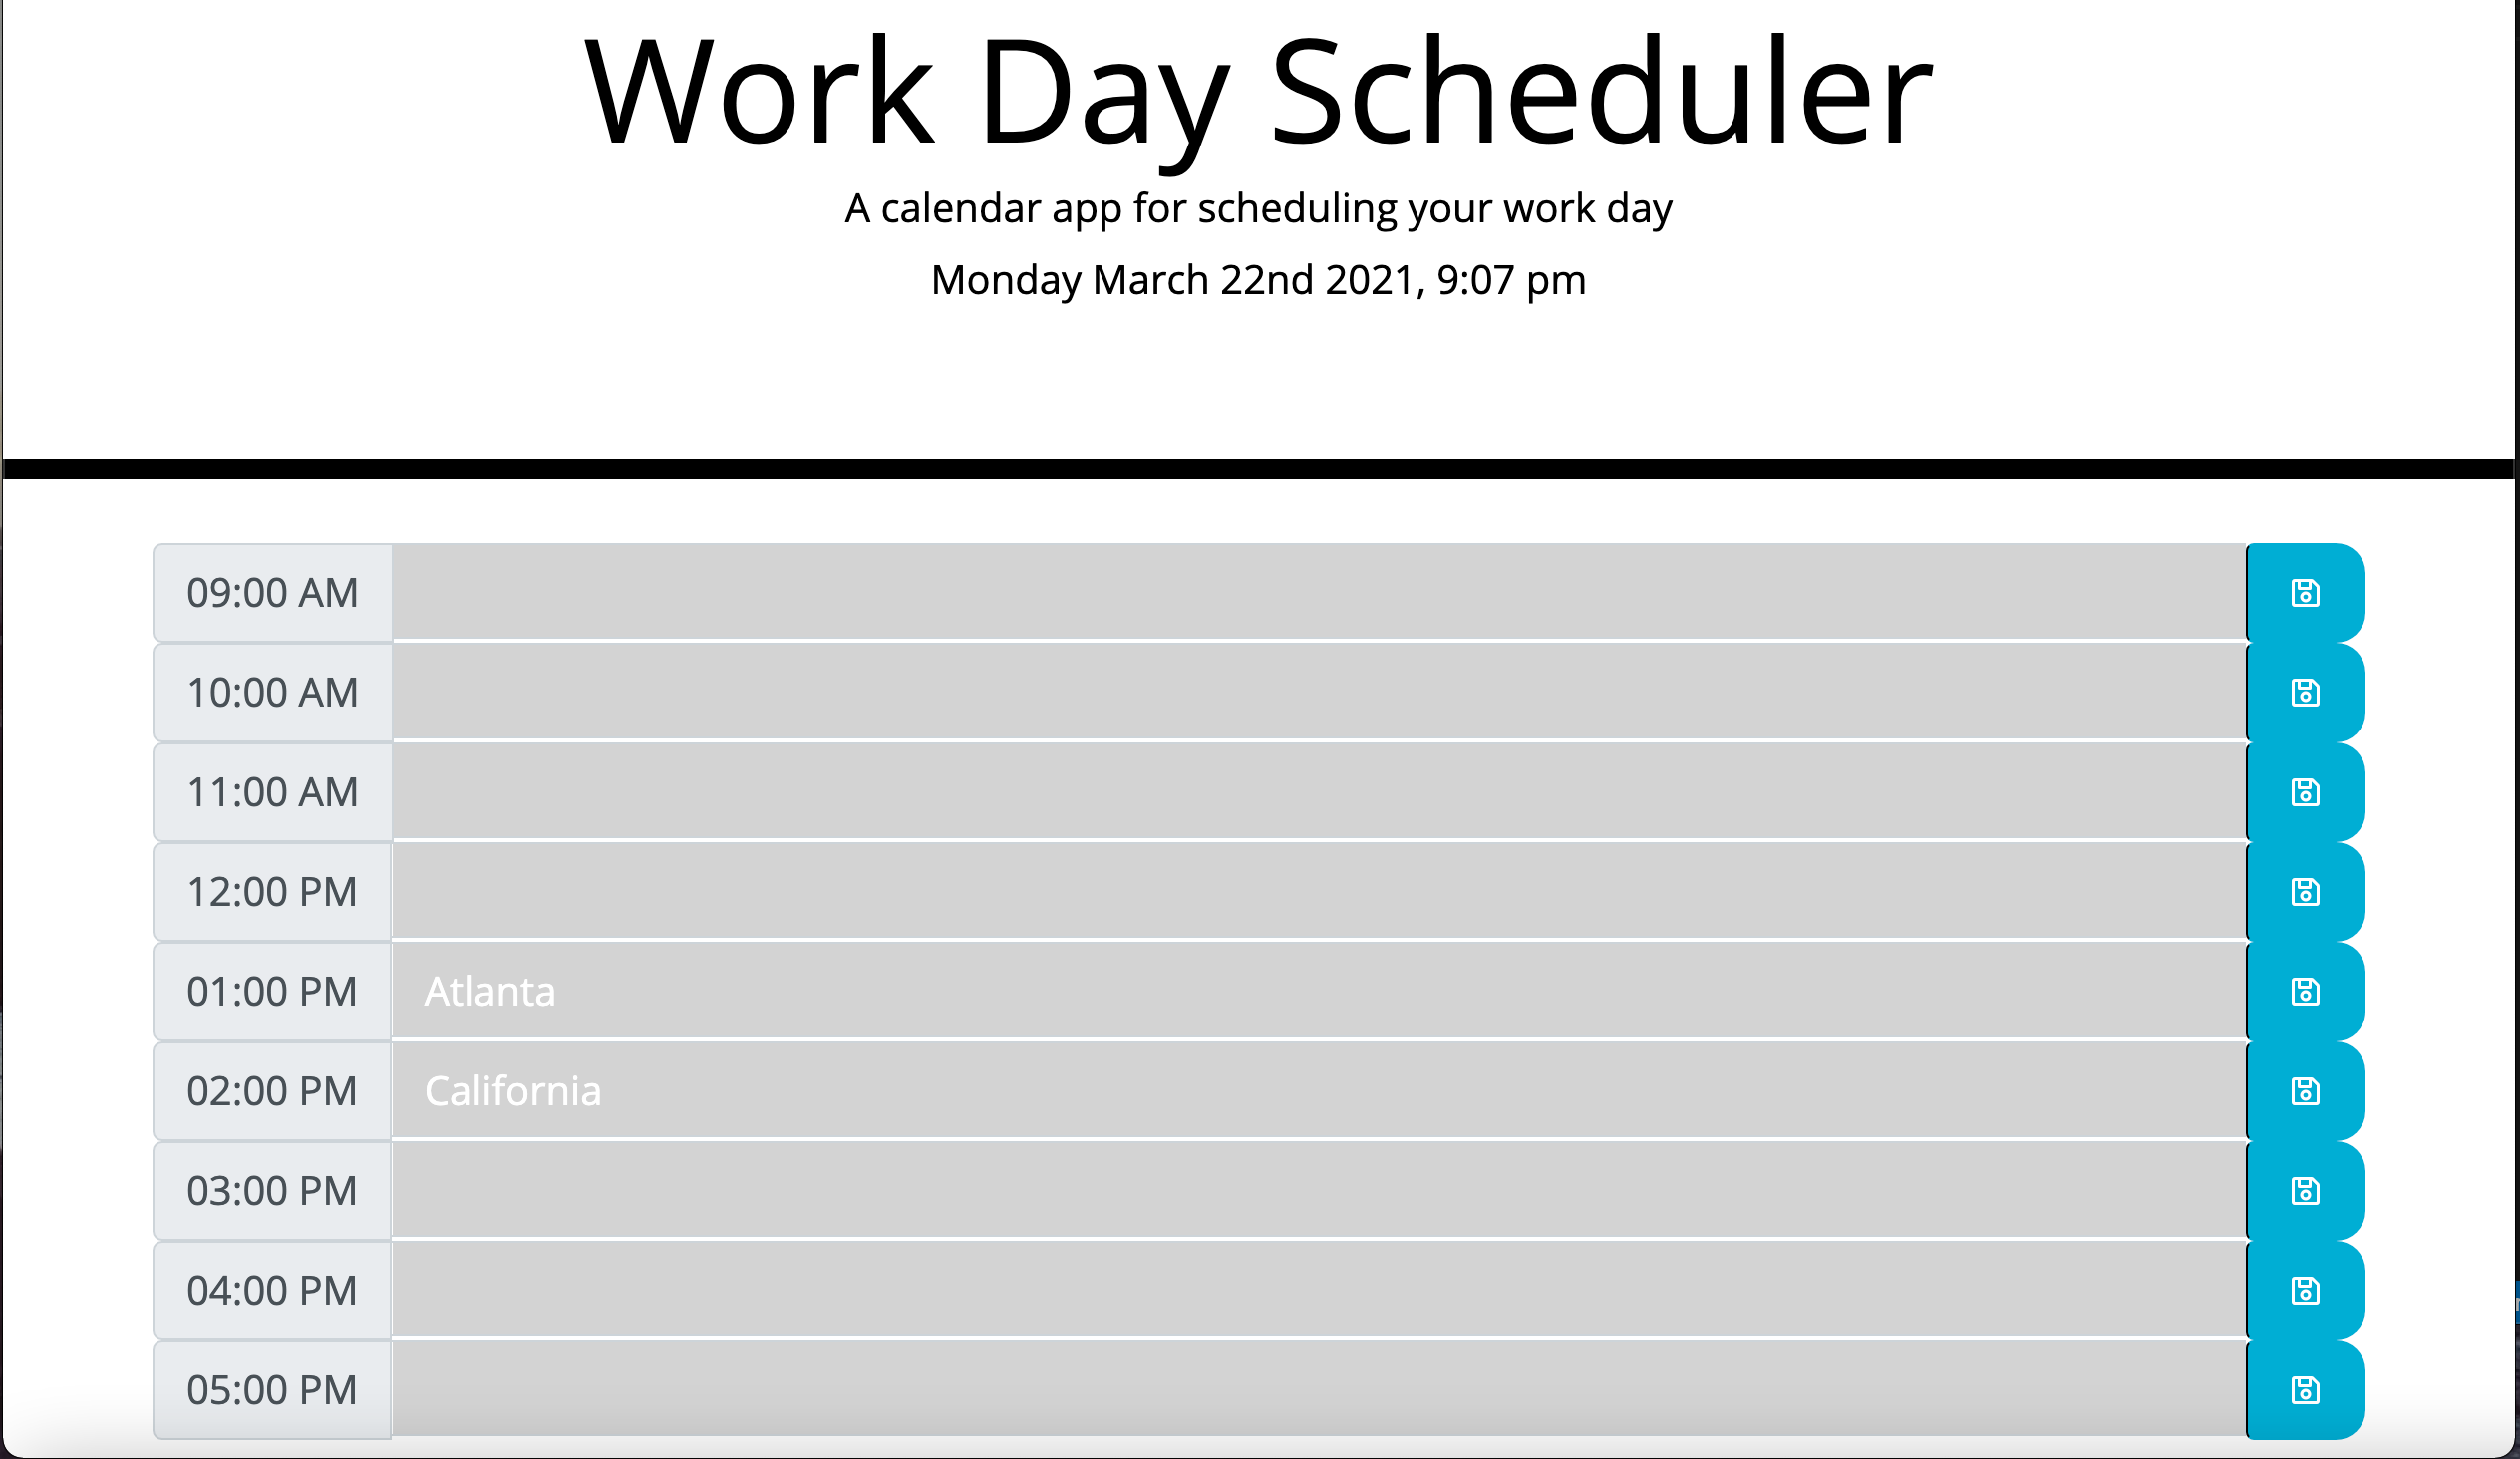 Work Day Scheduler
A calendar app for scheduling your work day
Monday March 22nd 2021, 9:07 pm
09:00 AM
10:00 AM
11:00 AM
12:00 PM
01:00 PM Atlanta
02:00 PM California
03:00 PM
04:00 PM
05:00 PM